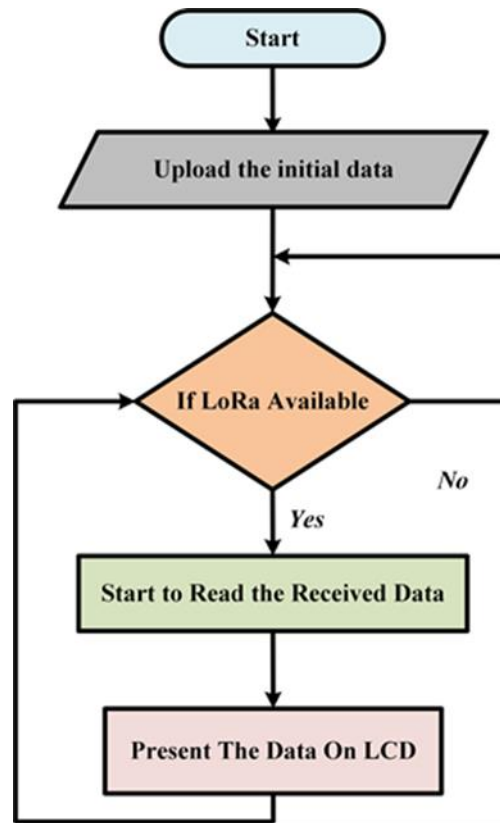 Start
Upload the initial data
If LoRa Available
No
Yes
Start to Read the Received Data
Present The Data On LCD